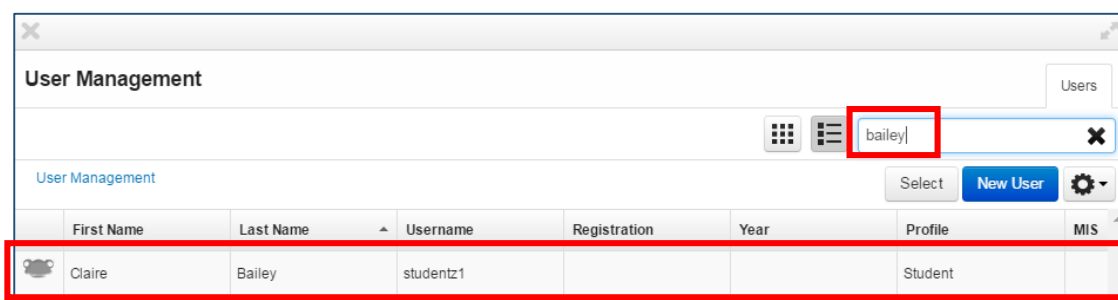 User Management
Users
bailey
User Management
Select New User
First Name Last Name Username Registration Year Profile MIS
Claire Bailey studentz1 Student